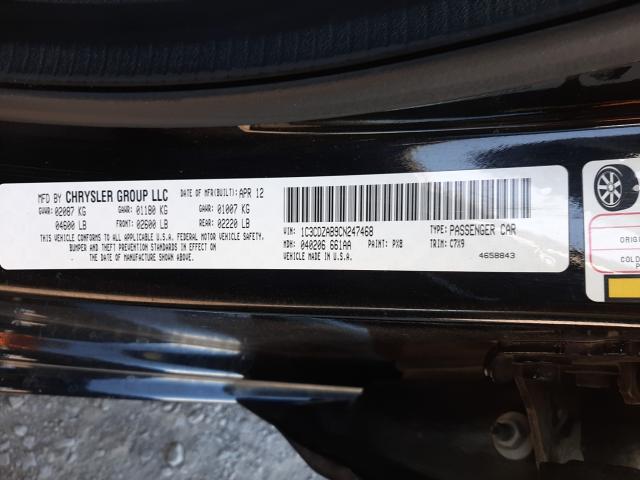 MFD BY CHRYSLER GROUP LLC DATE OF MFR(BUILT): APR 12
GVWR: 02087 KG GAWR: 01180 KG GAWR: 01007 KG
04600 LB FRONT: 02600 LB REAR: 02220 LB
THIS VEHICLE CONFORMS TO ALL APPLICABLE U.S.A. FEDERAL MOTOR VEHICLE SAFETY,
BUMPER AND THEFT PREVENTION STANDARDS IN EFFECT ON
THE DATE OF MANUFACTURE SHOWN ABOVE.
VIN: 1C3CDZAB9CN247468 TYPE: PASSENGER CAR
MDH: 040206 661AA PAINT: PX8 TRIM: C7X9
VEHICLE MADE IN U.S.A. 4658843
ORIGI
COLD
P